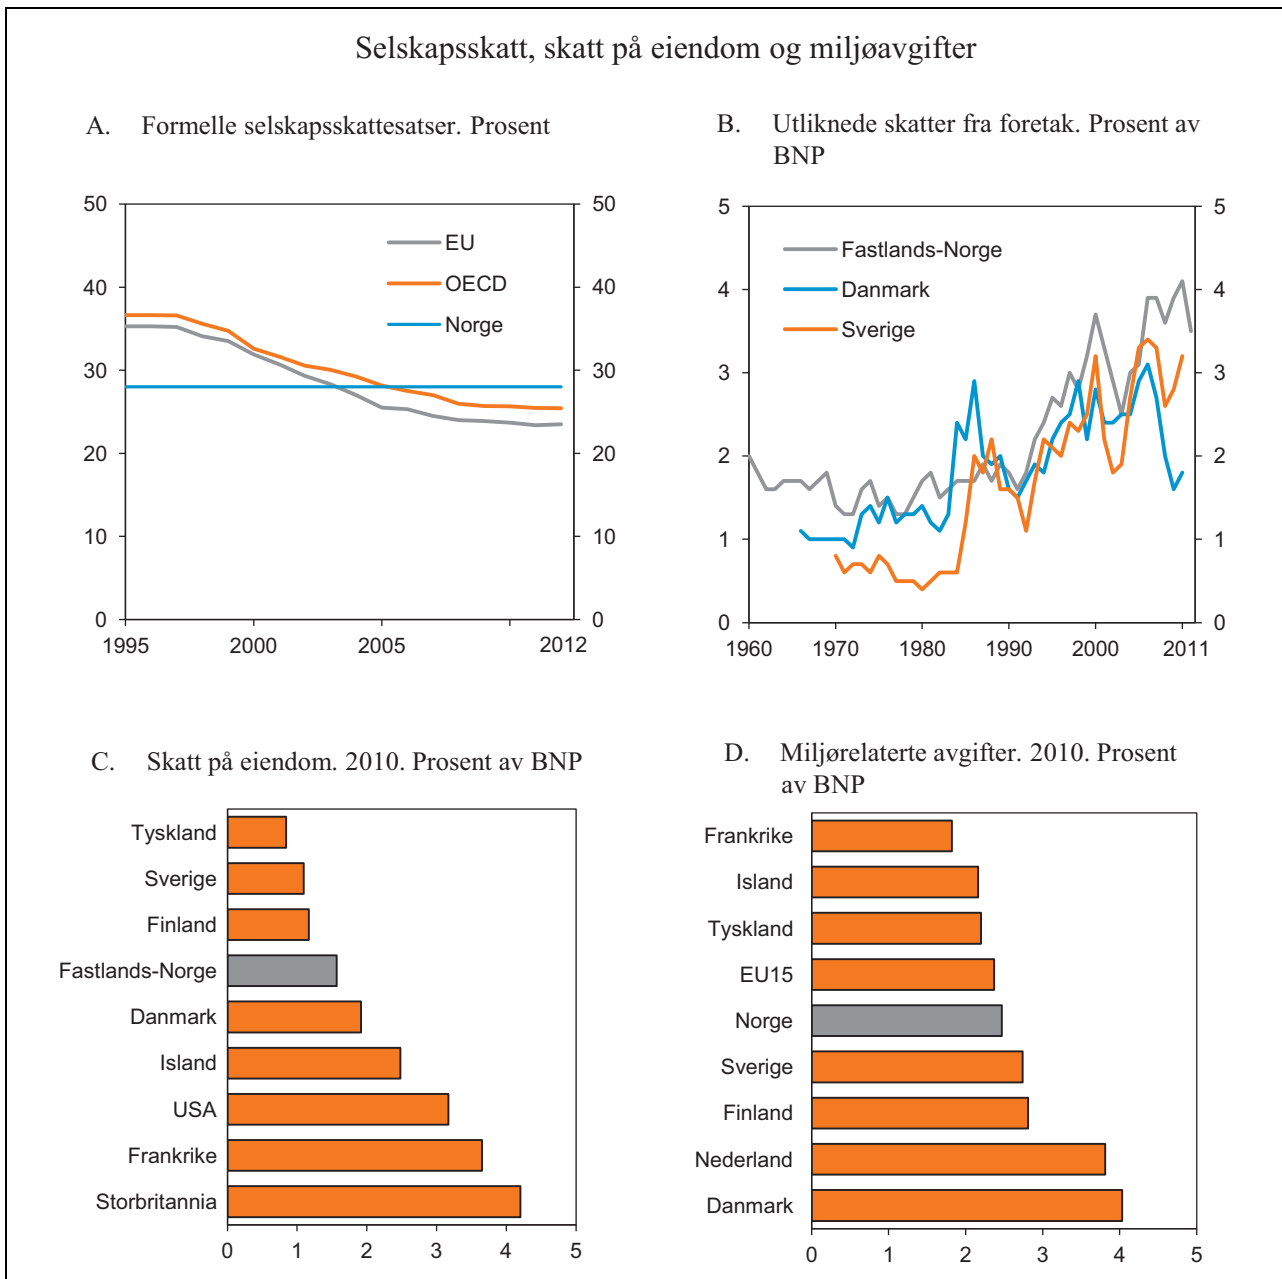 Selskapsskatt, skatt på eiendom og miljøavgifter
A. Formelle selskapsskattesatser. Prosent
50 50
40 40
30 30
20 20
10 10
0 0
EU
OECD
Norge
1995 2000 2005 2012
B. Utliknede skatter fra foretak. Prosent av
BNP
5 5
4 4
3 3
2 2
1 1
0 0
Fastlands-Norge
Danmark
Sverige
1960 1970 1980 1990 2000 2011
C. Skatt på eiendom. 2010. Prosent av BNP
Tyskland
Sverige
Finland
Fastlands-Norge
Danmark
Island
USA
Frankrike
Storbritannia
0 1 2 3 4 5
D. Miljørelaterte avgifter. 2010. Prosent
av BNP
Frankrike
Island
Tyskland
EU15
Norge
Sverige
Finland
Nederland
Danmark
0 1 2 3 4 5